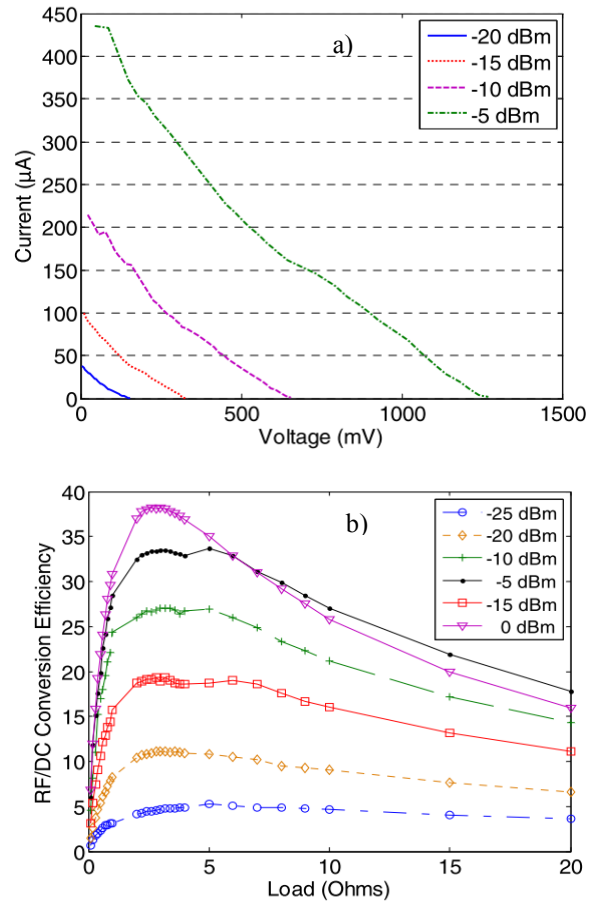 a)
-20 dBm
-15 dBm
-10 dBm
-5 dBm
450
400
350
300
250
200
150
100
50
0
Current (µA)
0 500 1000 1500
Voltage (mV)
b)
-25 dBm
-20 dBm
-10 dBm
-5 dBm
-15 dBm
0 dBm
40
35
30
25
20
15
10
5
0
RF/DC Conversion Efficiency
0 5 10 15 20
Load (Ohms)